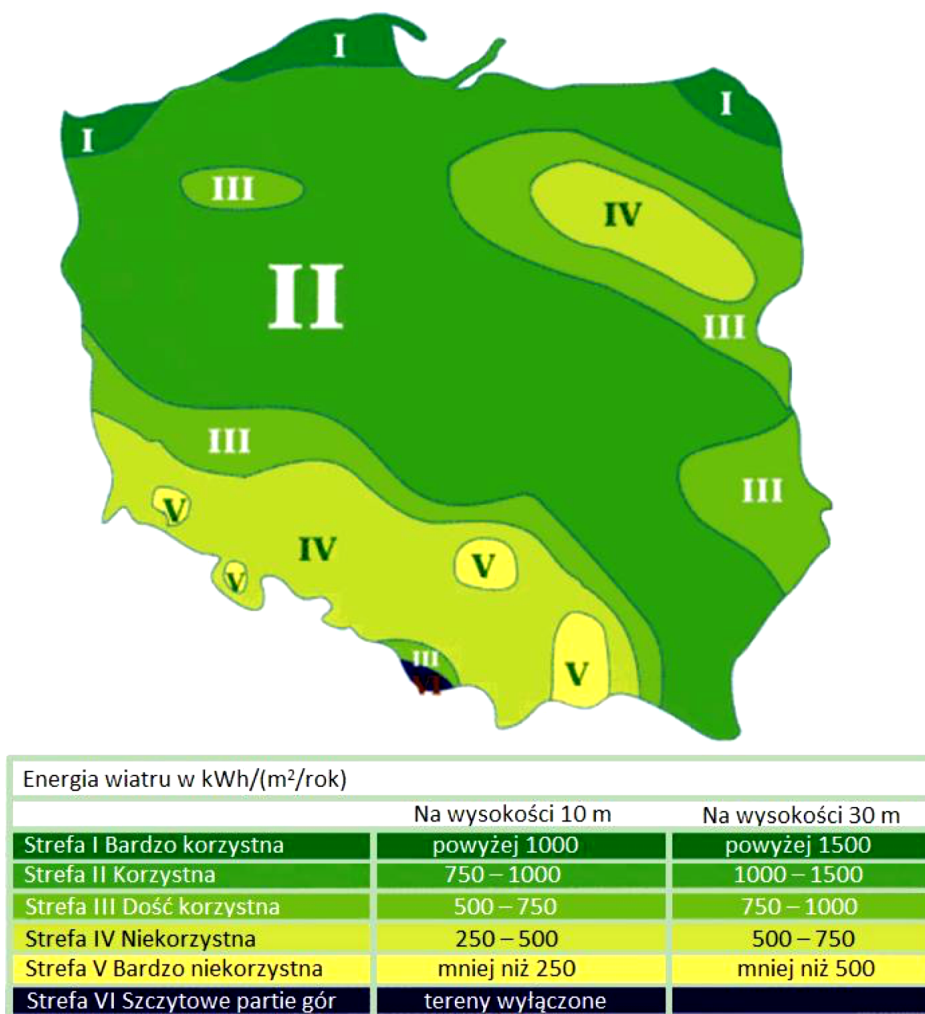 I
I
I
III
IV
II
III
III
III
V
IV
V
V
III
VI
V
Energia wiatru w kWh/(m²/rok)
Na wysokości 10 m Na wysokości 30 m
Strefa I Bardzo korzystna powyżej 1000 powyżej 1500
Strefa II Korzystna 750 – 1000 1000 – 1500
Strefa III Dość korzystna 500 – 750 750 – 1000
Strefa IV Niekorzystna 250 – 500 500 – 750
Strefa V Bardzo niekorzystna mniej niż 250 mniej niż 500
Strefa VI Szczytowe partie gór tereny wyłączone